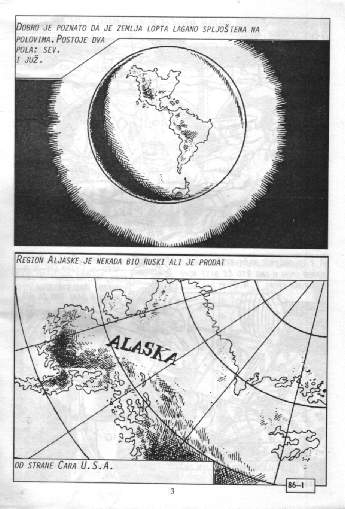 DOBRO JE POZNATO DA JE ZEMLJA LOPTA LAGANO SPLJOŠTENA NA
POLOVIMA. POSTOJE DVA
POLA: SEV.
I JUŽ.
REGION ALJASKE JE NEKADA BIO RUSKI ALI JE PRODAT
ALASKA
OD STRANE CARA U.S.A.
86-1
3